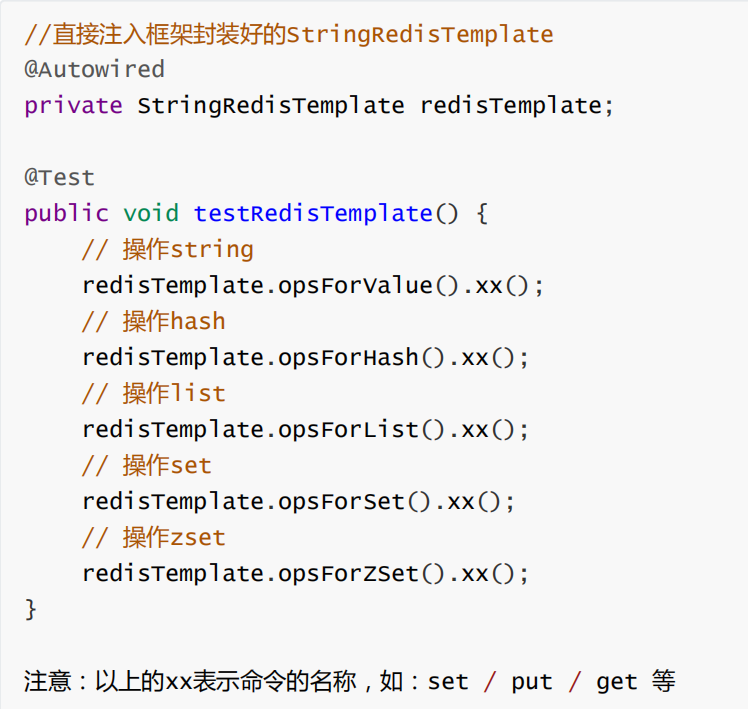 //直接注入框架封装好的StringRedisTemplate
@Autowired
private StringRedisTemplate redisTemplate;
@Test
public void testRedisTemplate() {
// 操作string
redisTemplate.opsForValue().xx();
// 操作hash
redisTemplate.opsForHash().xx();
// 操作list
redisTemplate.opsForList().xx();
// 操作set
redisTemplate.opsForSet().xx();
// 操作zset
redisTemplate.opsForZSet().xx();
}
注意：以上的xx表示命令的名称，如：set / put / get 等